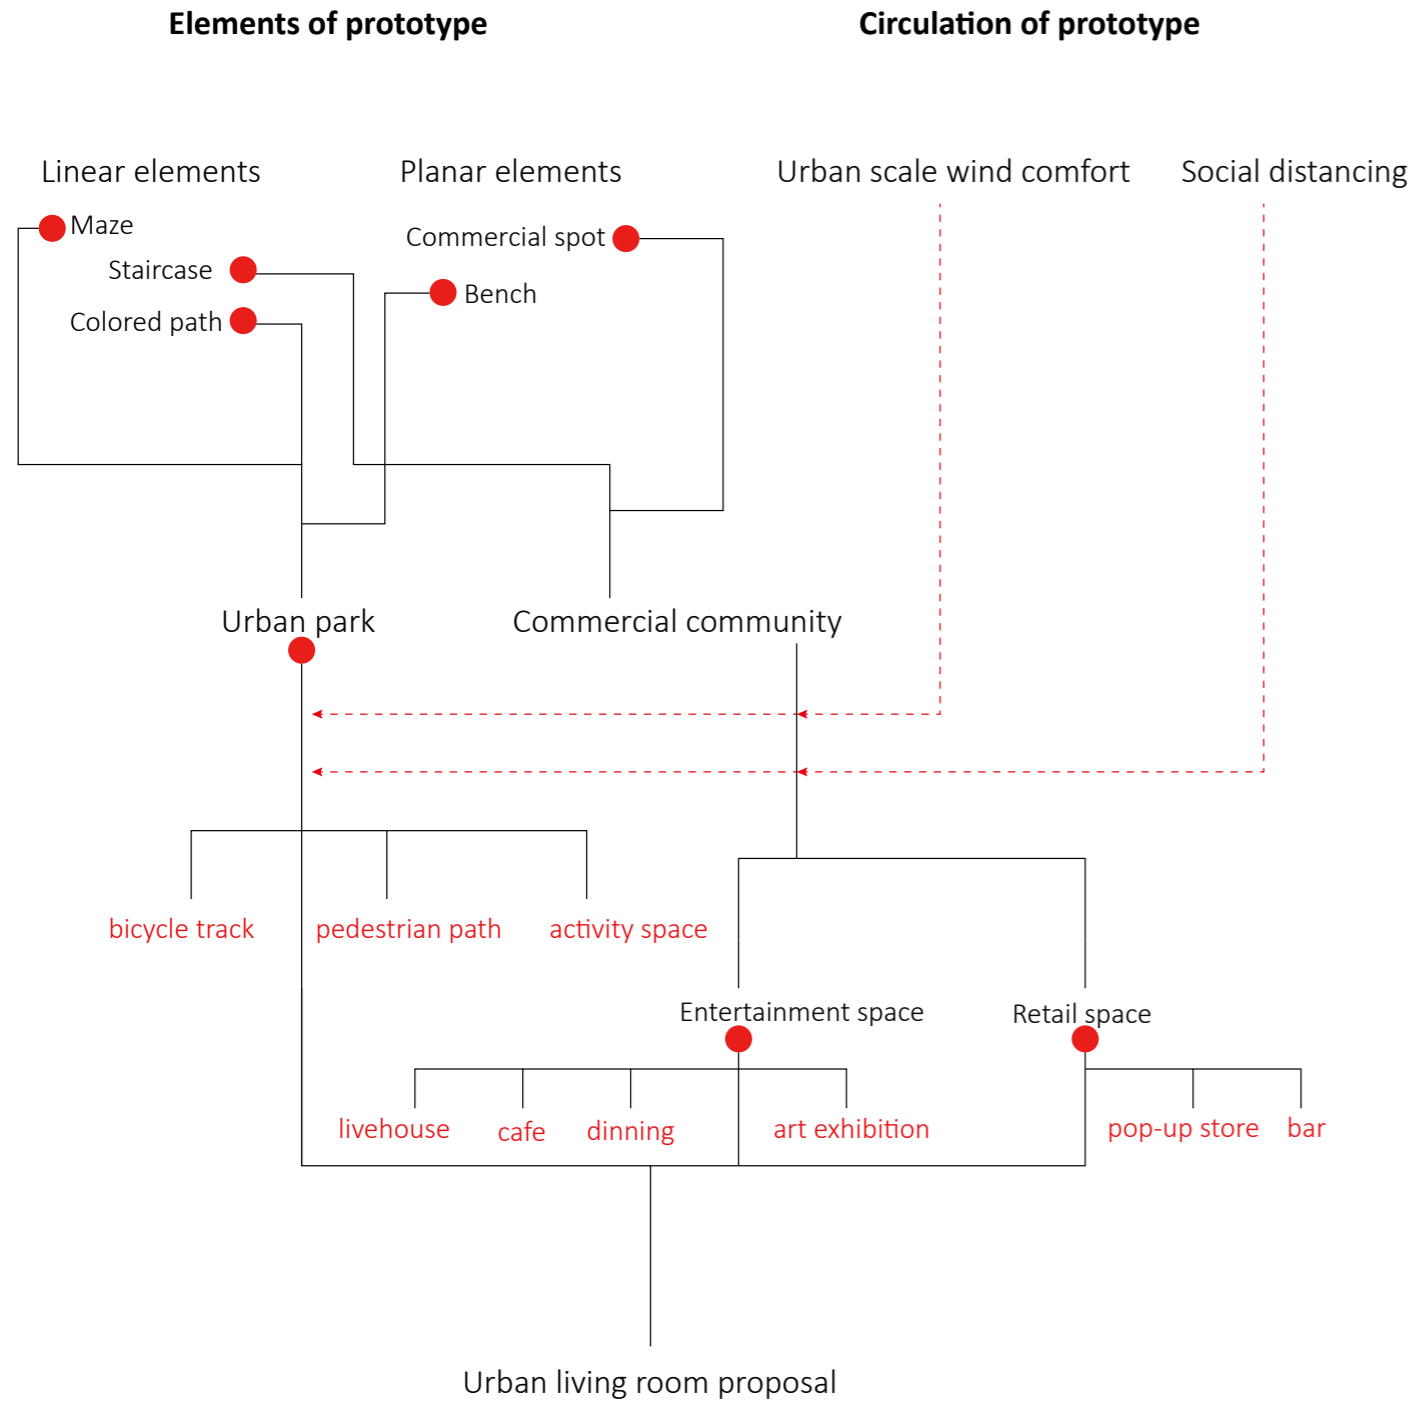 Elements of prototype
Circulation of prototype
Linear elements
Planar elements
Urban scale wind comfort
Social distancing
Maze
Commercial spot
Staircase
Bench
Colored path
Urban park
Commercial community
bicycle track
pedestrian path
activity space
Entertainment space
Retail space
livehouse
cafe
dinning
art exhibition
pop-up store
bar
Urban living room proposal